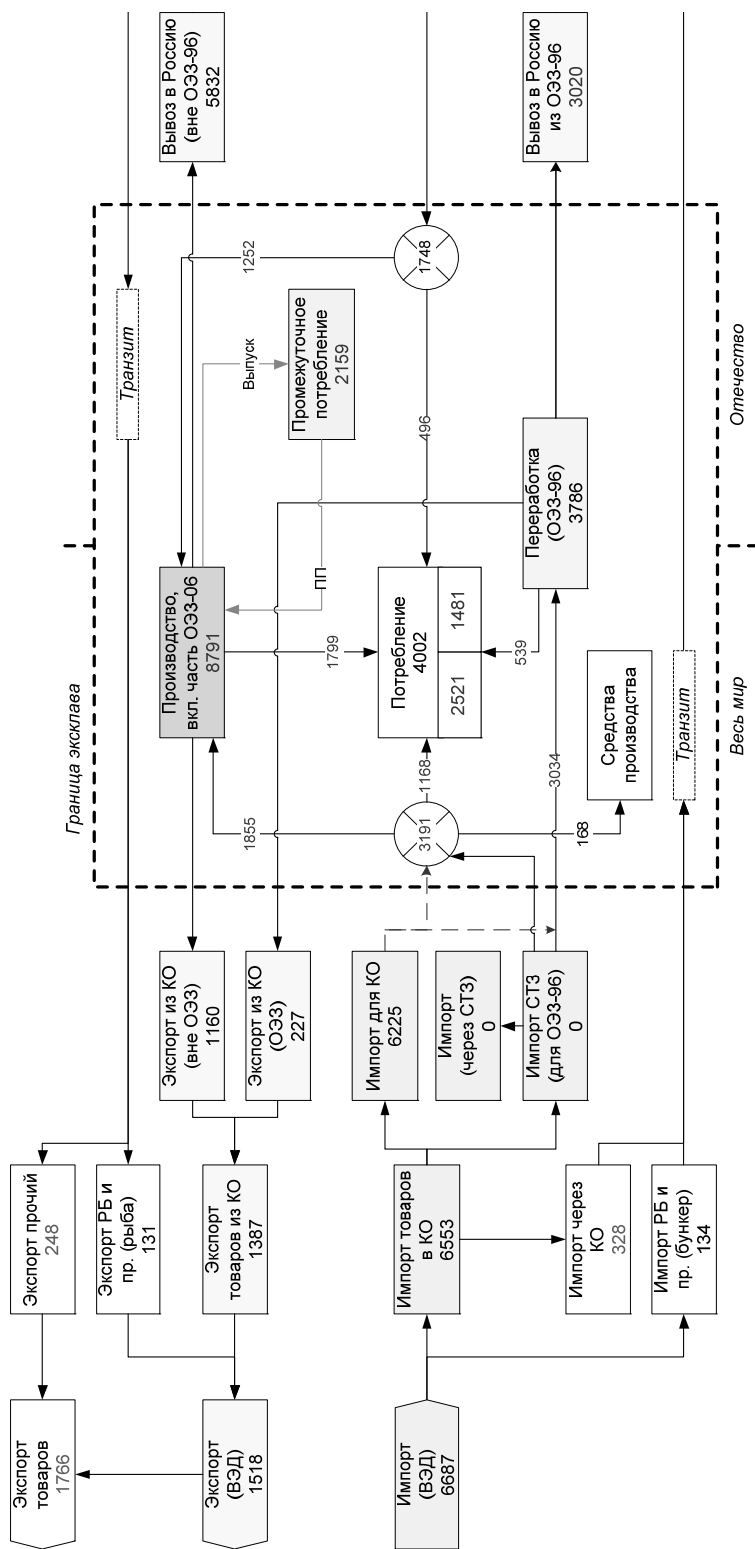 Экспорт
товаров
1766
Экспорт прочий
248
Экспорт РБ и
пр. (рыба)
131
Транзит
Экспорт
(ВЭД)
1518
Экспорт
товаров из КО
1387
Экспорт из КО
(вне ОЭЗ)
1160
Экспорт из КО
(ОЭЗ)
227
Граница эксклава
Производство,
вкл. часть ОЭЗ-06
8791
Вывоз в Россию
(вне ОЭЗ-96)
5832
1252
Выпуск
Промежуточное
потребление
2159
ПП
1855
1799
Импорт
(ВЭД)
6687
Импорт товаров
в КО
6553
Импорт для КО
6225
Импорт
(через СТЗ)
0
Импорт СТЗ
(для ОЭЗ-96)
0
3191
1168
Потребление
4002
2521
1481
496
1748
539
3034
Переработка
(ОЭЗ-96)
3786
Вывоз в Россию
из ОЭЗ-96
3020
168
Средства
производства
Импорт через
КО
328
Импорт РБ и
пр. (бункер)
134
Транзит
Весь мир
Отечество